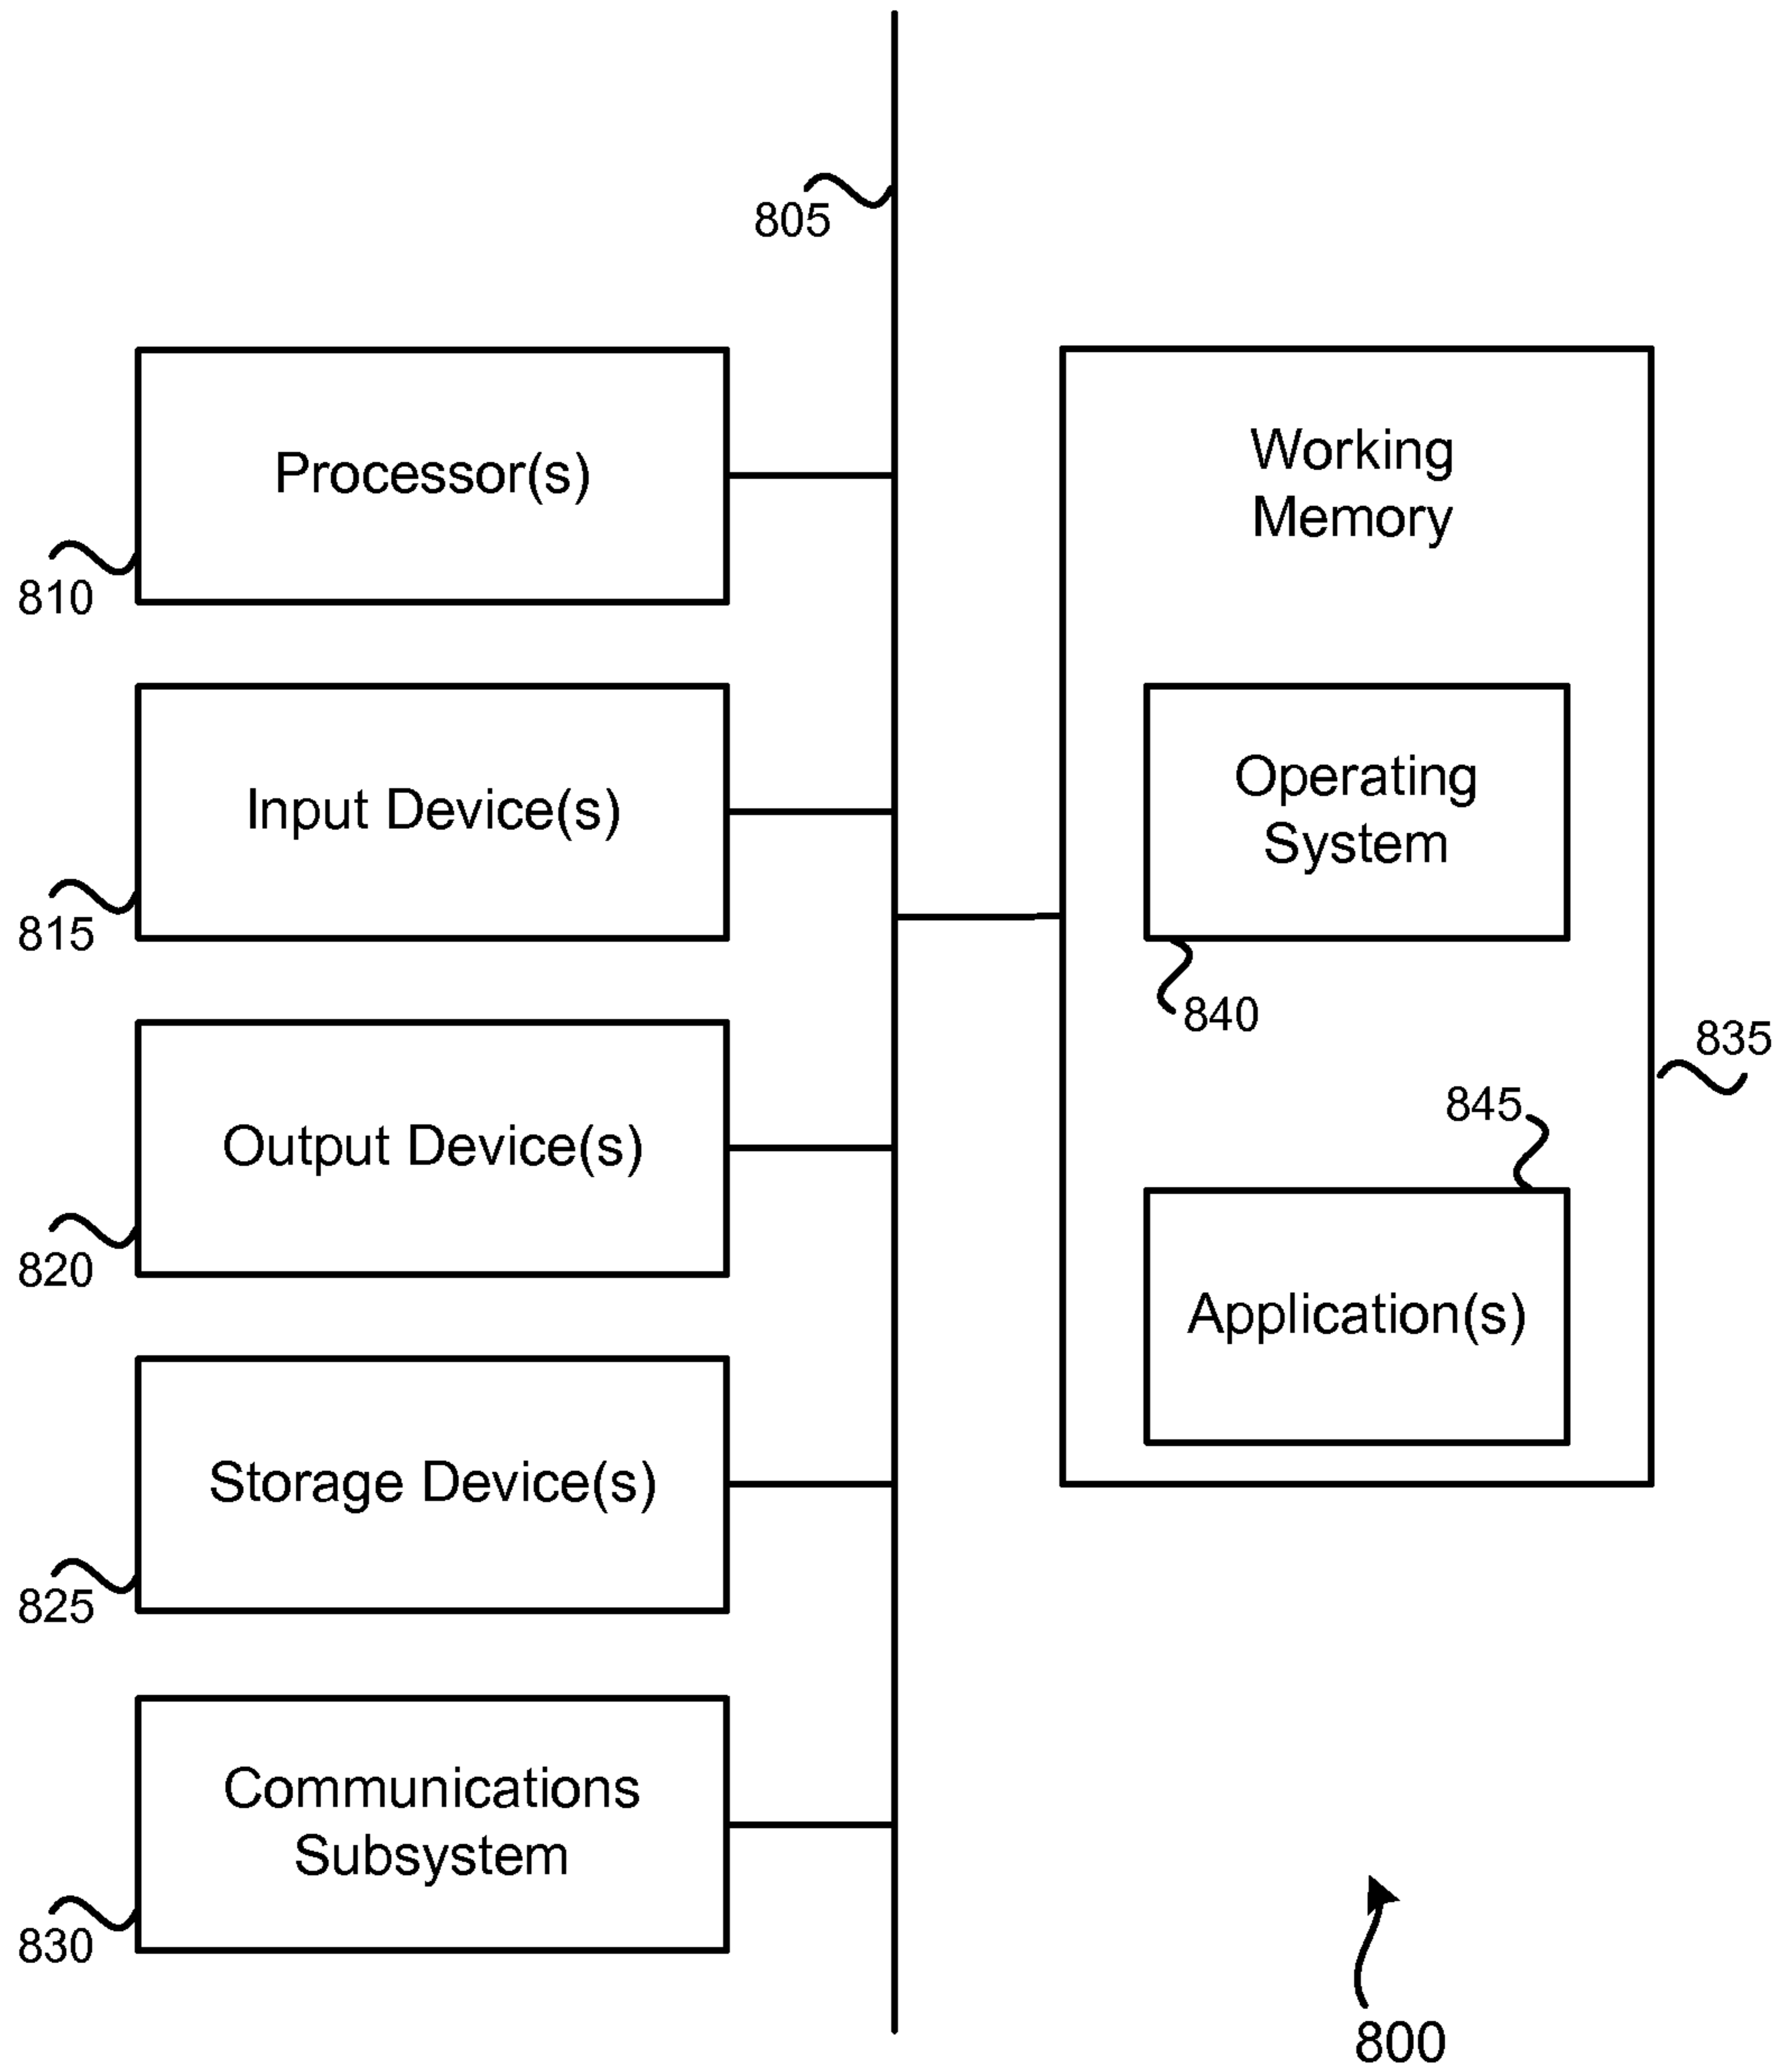 805
Processor(s)
810
Input Device(s)
815
Output Device(s)
820
Storage Device(s)
825
Communications
Subsystem
830
Working
Memory
Operating
System
840
835
845
Application(s)
800